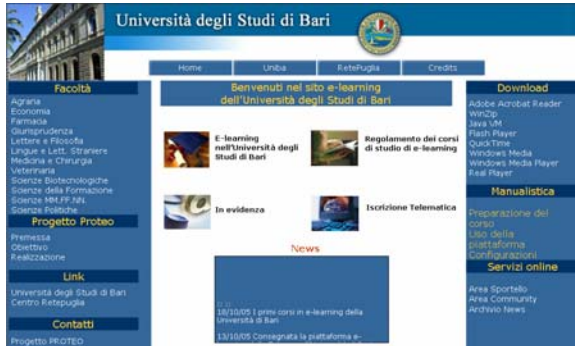 Università degli Studi di Bari
Home
Uniba
RetePuglia
Credits
Facoltà
Agraria
Economia
Farmacia
Giurisprudenza
Lettere e Filosofia
Lingue e Lett. Straniere
Medicina e Chirurgia
Veterinaria
Scienze Biotecnologiche
Scienze della Formazione
Scienze MM.FF.NN.
Scienze Politiche
Progetto Proteo
Premessa
Obiettivo
Realizzazione
Link
Università degli Studi di Bari
Centro Retepuglia
Contatti
Progetto PROTEO
Benvenuti nel sito e-learning
dell'Università degli Studi di Bari
E-learning
nell'Università degli
Studi di Bari
Regolamento dei corsi
di studio di e-learning
In evidenza
Iscrizione Telematica
News
18/10/05 I primi corsi in e-learning della
Università di Bari
13/10/05 Consegnata la piattaforma e-
Download
Adobe Acrobat Reader
WinZip
Java VM
Flash Player
QuickTime
Windows Media
Windows Media Player
Real Player
Manualistica
Preparazione del
corso
Uso della
piattaforma
Configurazioni
Servizi online
Area Sportello
Area Community
Archivio News